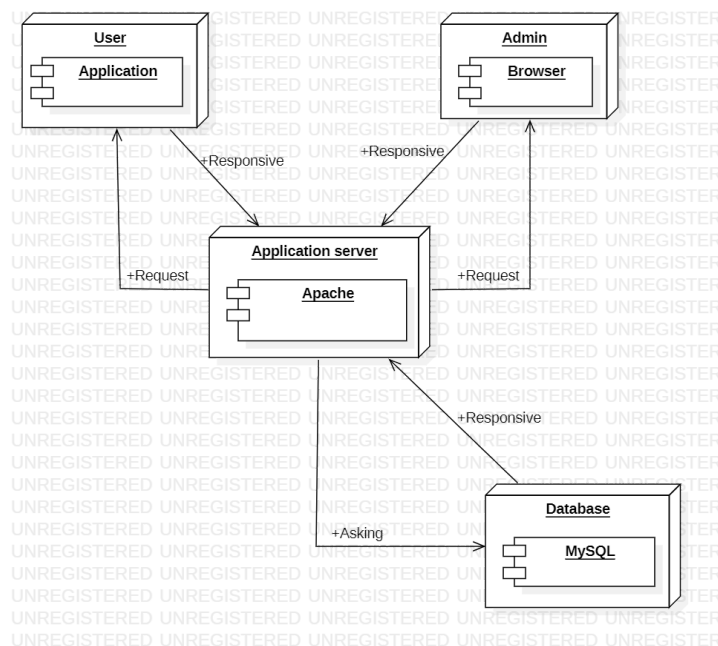 User
Application
Admin
Browser
+Responsive
+Responsive
Application server
Apache
+Request
+Request
+Responsive
+Asking
Database
MySQL
UNREGISTERED UNREGISTERED UNREGISTERED UNREGISTERED UNREGISTERED